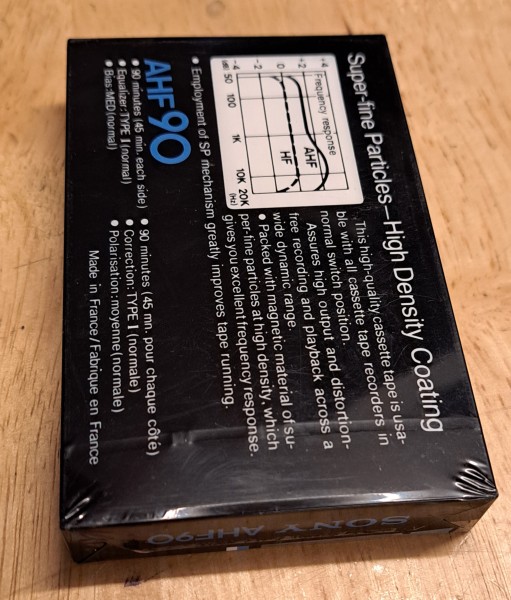 Super-fine Particles—High Density Coating
+4
+2
0
-2
-4
50 100 1K 10K 20K
(Hz)
Frequency response
AHF
HF
This high-quality cassette tape is usa-
ble with all cassette tape recorders in
normal switch position.
Assures high output and distortion-
free recording and playback across a
wide dynamic range.
● Packed with magnetic material of su-
per-fine particles at high density, which
gives you excellent frequency response.
● Employment of SP mechanism greatly improves tape running.
AHF90
● 90 minutes (45 min. each side)
● Equalizer: TYPE I (normal)
● Bias: MED (normal)
● 90 minutes (45 mn. pour chaque côté)
● Correction: TYPE I (normale)
● Polarisation: moyenne (normale)
Made in France/Fabriqué en France
SONY AHF90